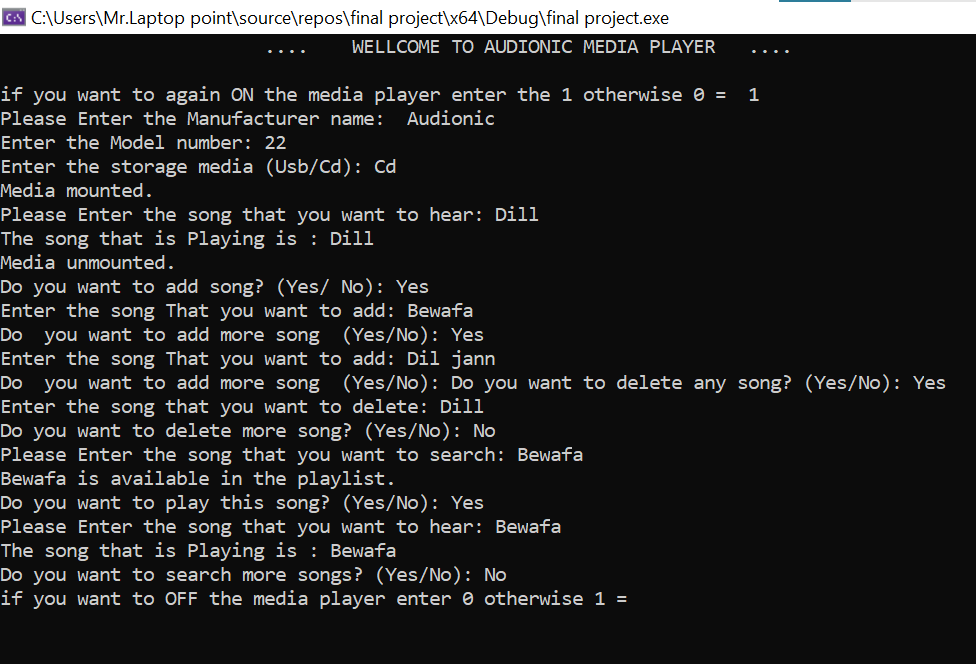 C:\Users\Mr.Laptop point\source\repos\final project\x64\Debug\final project.exe
.... WELLCOME TO AUDIONIC MEDIA PLAYER ....
if you want to again ON the media player enter the 1 otherwise 0 =  1
Please Enter the Manufacturer name:  Audionic
Enter the Model number: 22
Enter the storage media (Usb/Cd): Cd
Media mounted.
Please Enter the song that you want to hear: Dill
The song that is Playing is : Dill
Media unmounted.
Do you want to add song? (Yes/ No): Yes
Enter the song That you want to add: Bewafa
Do  you want to add more song  (Yes/No): Yes
Enter the song That you want to add: Dil jann
Do  you want to add more song  (Yes/No): Do you want to delete any song? (Yes/No): Yes
Enter the song that you want to delete: Dill
Do you want to delete more song? (Yes/No): No
Please Enter the song that you want to search: Bewafa
Bewafa is available in the playlist.
Do you want to play this song? (Yes/No): Yes
Please Enter the song that you want to hear: Bewafa
The song that is Playing is : Bewafa
Do you want to search more songs? (Yes/No): No
if you want to OFF the media player enter 0 otherwise 1 =